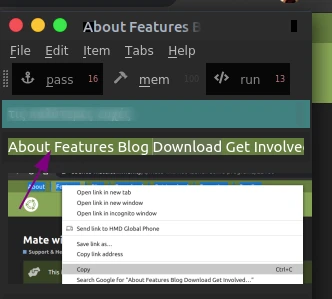 About Features B
File Edit Item Tabs Help
pass 16 mem run 13
About Features Blog Download Get Involve
About
Open link in new tab
Open link in new window
Open link in incognito window
Send link to HMD Global Phone
Save link as...
Copy link address
Copy Ctrl+C
Search Google for "About Features Blog Download Get Involved..."
Mate wi
Support & He
This